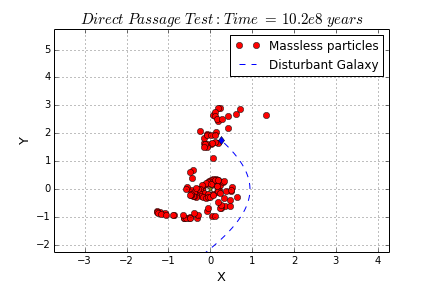 Direct Passage Test: Time = 10.2e8 years
Massless particles
Disturbant Galaxy
Y
5
4
3
2
1
0
−1
−2
−3 −2 −1 0 1 2 3 4
X